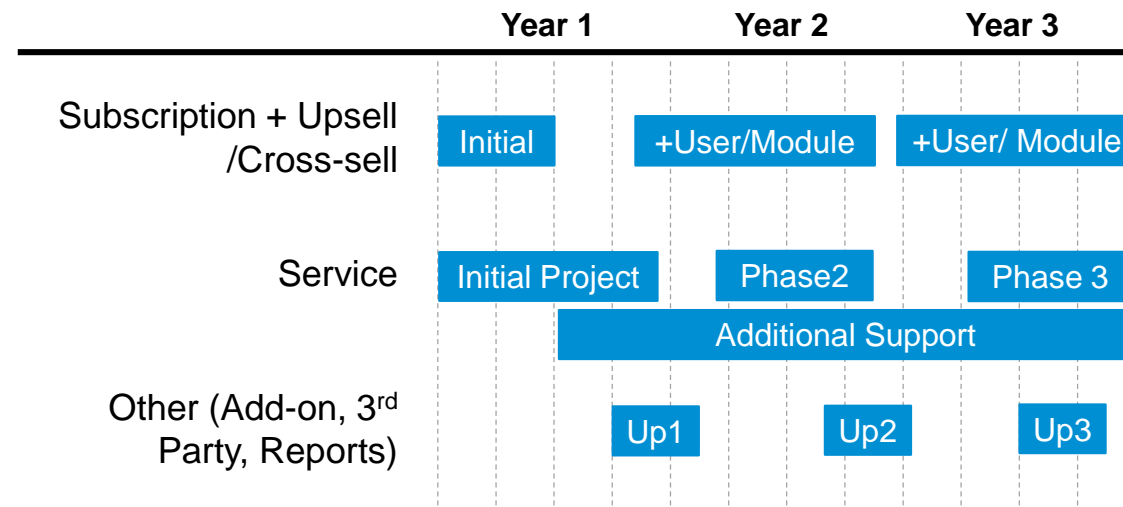 Year 1 Year 2 Year 3
Subscription + Upsell
/Cross-sell
Initial +User/Module +User/ Module
Service
Initial Project Phase2 Phase 3
Additional Support
Other (Add-on, 3rd
Party, Reports)
Up1 Up2 Up3